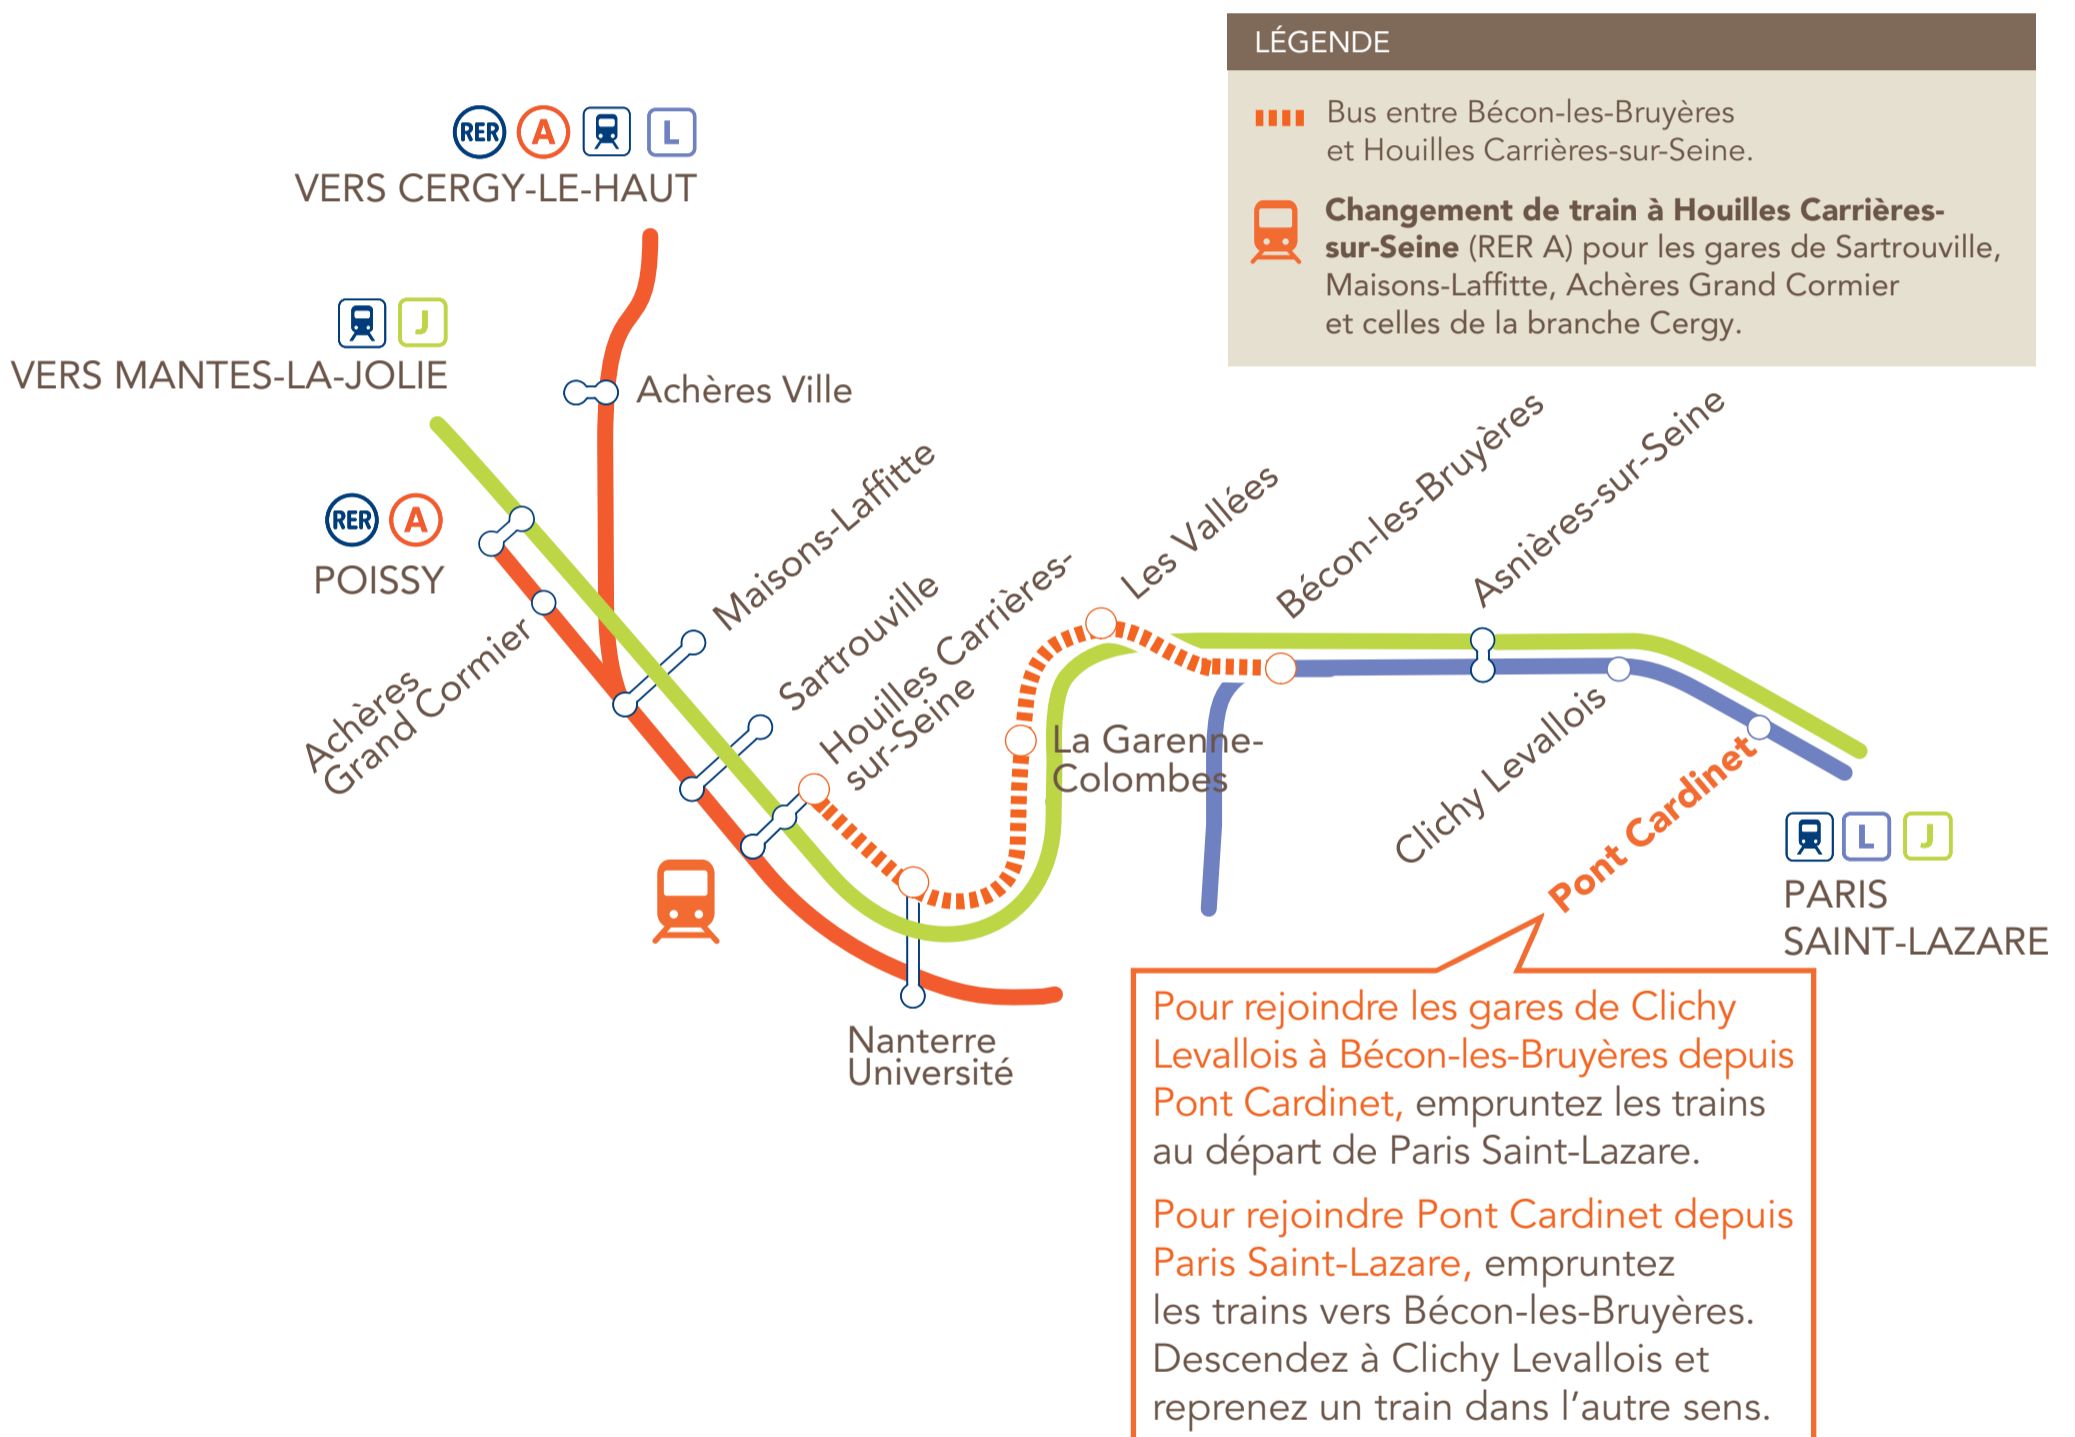 LÉGENDE
Bus entre Bécon-les-Bruyères
et Houilles Carrières-sur-Seine.
Changement de train à Houilles Carrières-
sur-Seine (RER A) pour les gares de Sartrouville,
Maisons-Laffitte, Achères Grand Cormier
et celles de la branche Cergy.
RER A L
VERS CERGY-LE-HAUT
J
VERS MANTES-LA-JOLIE
Achères Ville
RER A
POISSY
Achères
Grand Cormier
Maisons-Laffitte
Sartrouville
Houilles Carrières-
sur-Seine
Les Vallées
Bécon-les-Bruyères
Asnières-sur-Seine
La Garenne-
Colombes
Clichy Levallois
Pont Cardinet
L J
PARIS
SAINT-LAZARE
Nanterre
Université
Pour rejoindre les gares de Clichy
Levallois à Bécon-les-Bruyères depuis
Pont Cardinet, empruntez les trains
au départ de Paris Saint-Lazare.
Pour rejoindre Pont Cardinet depuis
Paris Saint-Lazare, empruntez
les trains vers Bécon-les-Bruyères.
Descendez à Clichy Levallois et
reprenez un train dans l’autre sens.